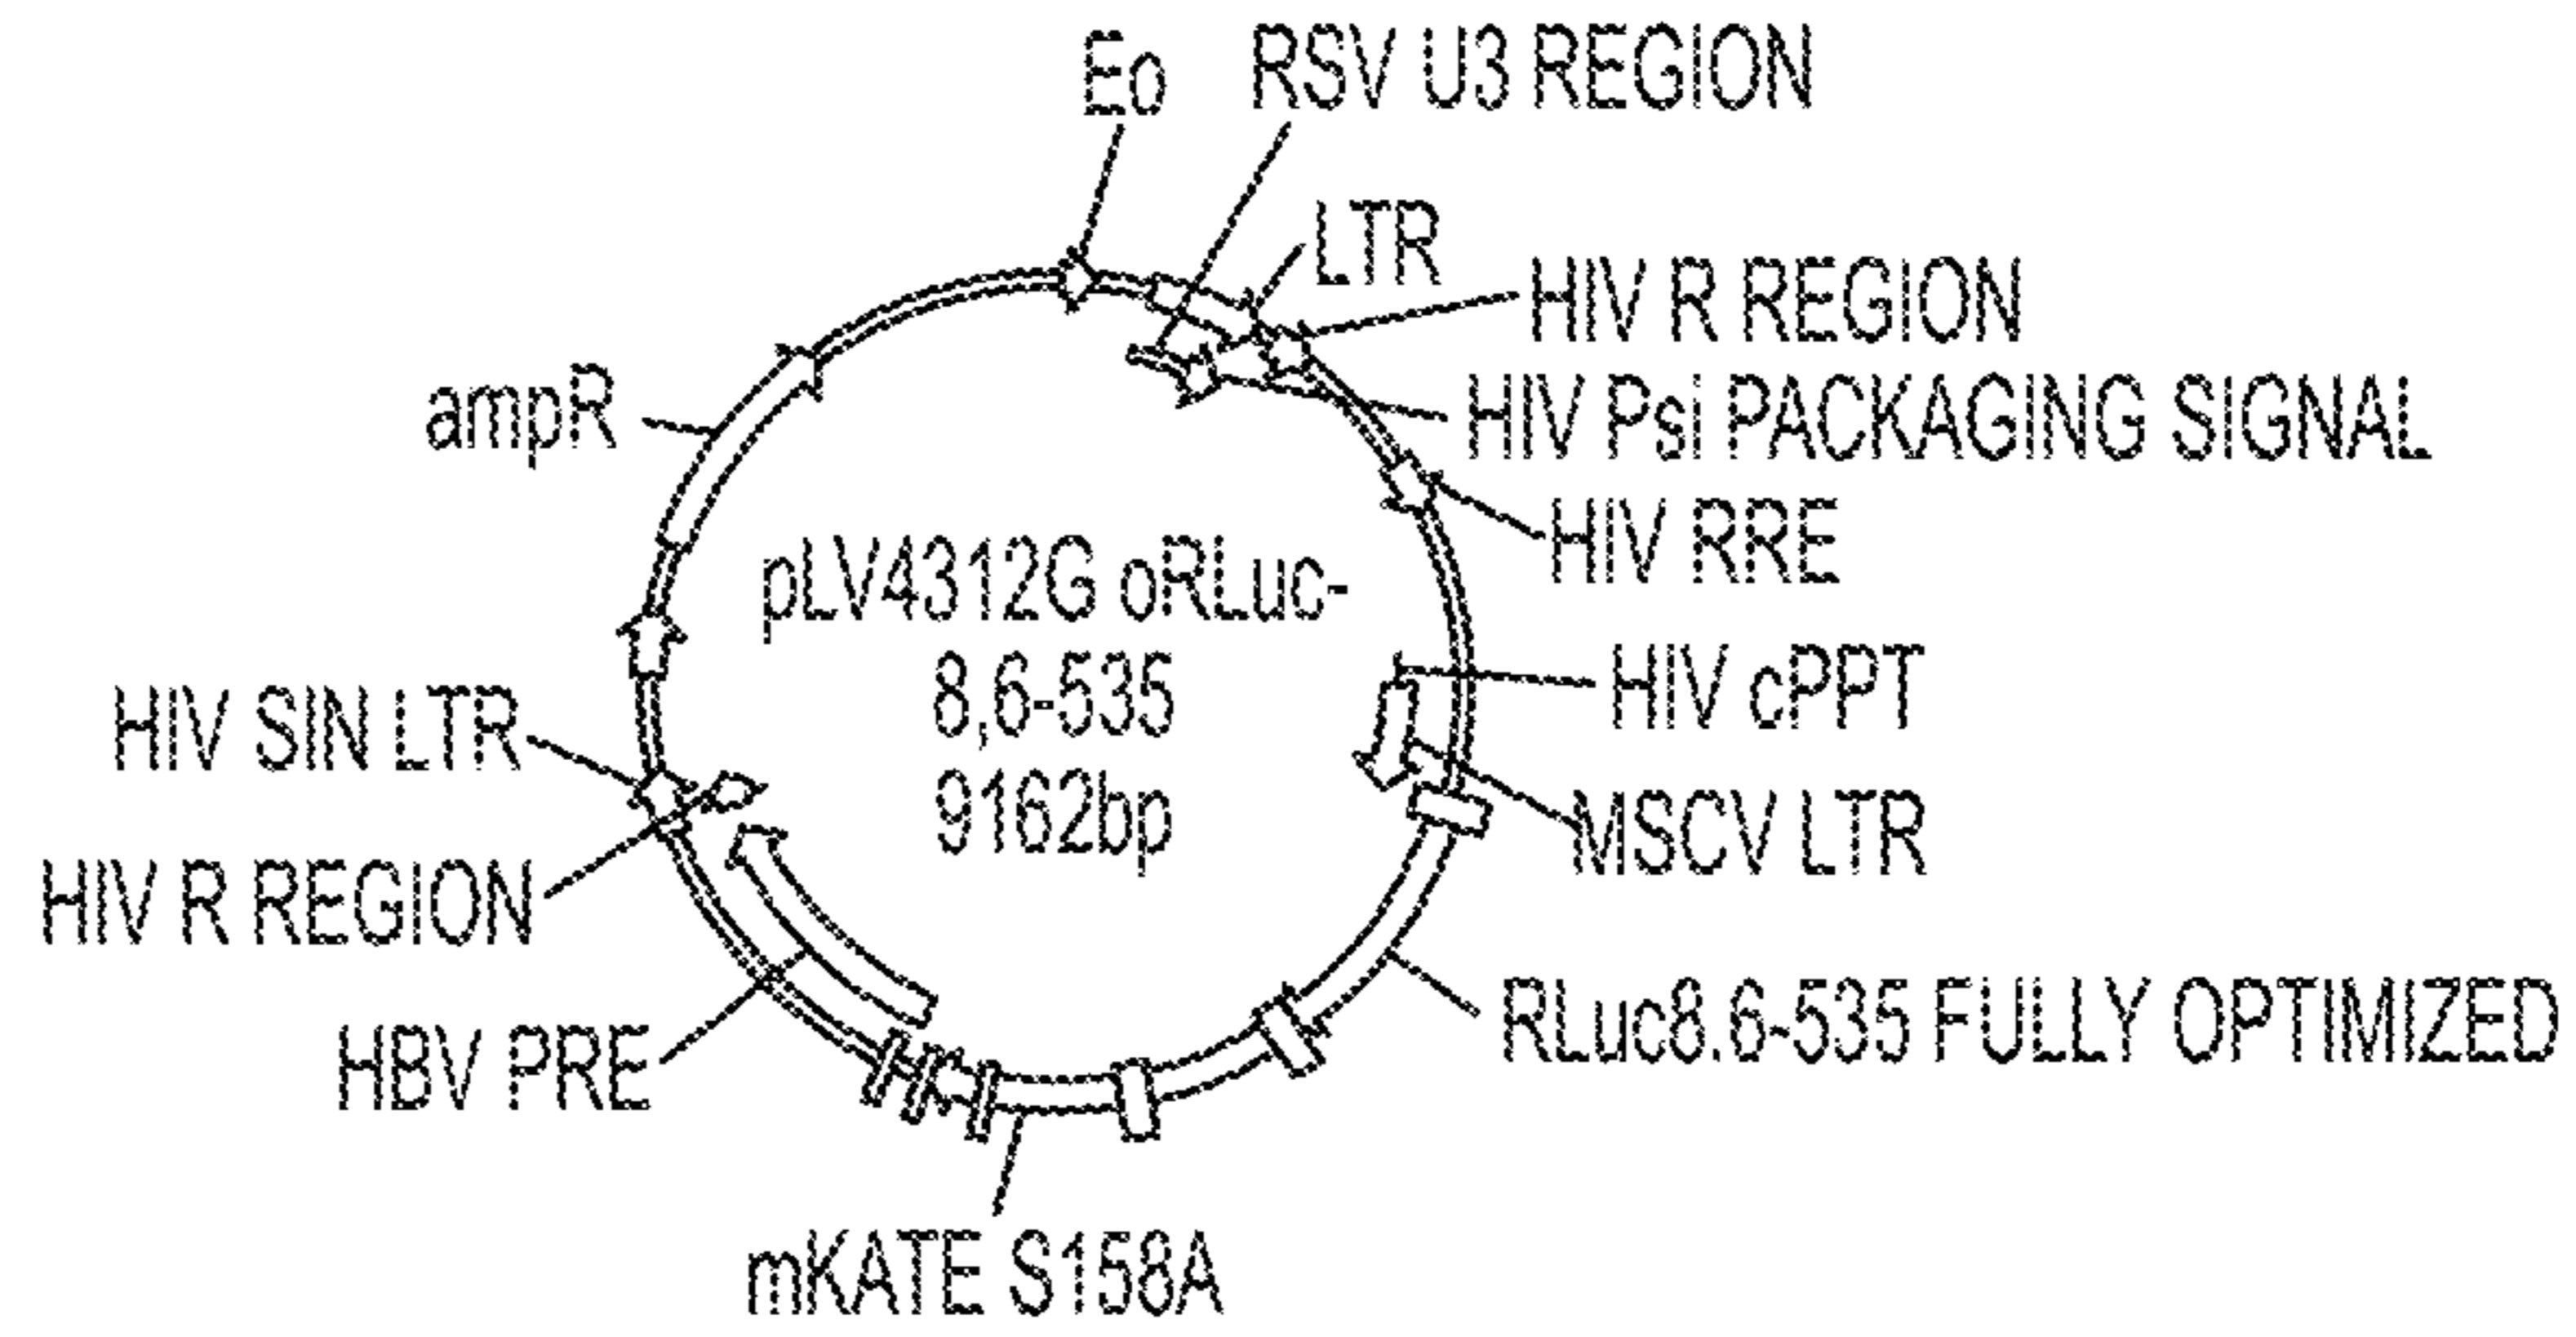 Eo
RSV U3 REGION
LTR
HIV R REGION
HIV Psi PACKAGING SIGNAL
HIV RRE
HIV cPPT
MSCV LTR
RLuc8.6-535 FULLY OPTIMIZED
mKATE S158A
HBV PRE
HIV R REGION
HIV SIN LTR
ampR
pLV4312G oRLuc-
8,6-535
9162bp